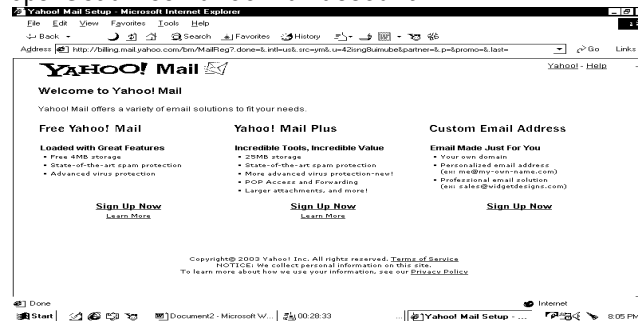 Yahoo! Mail Setup - Microsoft Internet Explorer
File Edit View Favorites Tools Help
Back Search Favorites History
Address http://billing.mail.yahoo.com/bm/MailReg?.done=&.intl=us&.src=ym&.u=42isng8uimube&partner=&.p=&promo=&.last= Go Links
YAHOO! Mail Yahoo! - Help
Welcome to Yahoo! Mail
Yahoo! Mail offers a variety of email solutions to fit your needs.
Free Yahoo! Mail Yahoo! Mail Plus Custom Email Address
Loaded with Great Features Incredible Tools, Incredible Value Email Made Just For You
• Free 4MB storage • 25MB storage • Your own domain
• State-of-the-art spam protection • State-of-the-art spam protection • Personalized email address
• Advanced virus protection • More advanced virus protection-new! (ex: me@my-own-name.com)
• POP Access and Forwarding • Professional email solution
• Larger attachments, and more! (ex: sales@widgetdesigns.com)
Sign Up Now Sign Up Now Sign Up Now
Learn More Learn More
Copyright© 2003 Yahoo! Inc. All rights reserved. Terms of Service
NOTICE: We collect personal information on this site.
To learn more about how we use your information, see our Privacy Policy
Done Internet
Start Document2 - Microsoft W... 00:28:33 ... Yahoo! Mail Setup - ... 8:05 PM